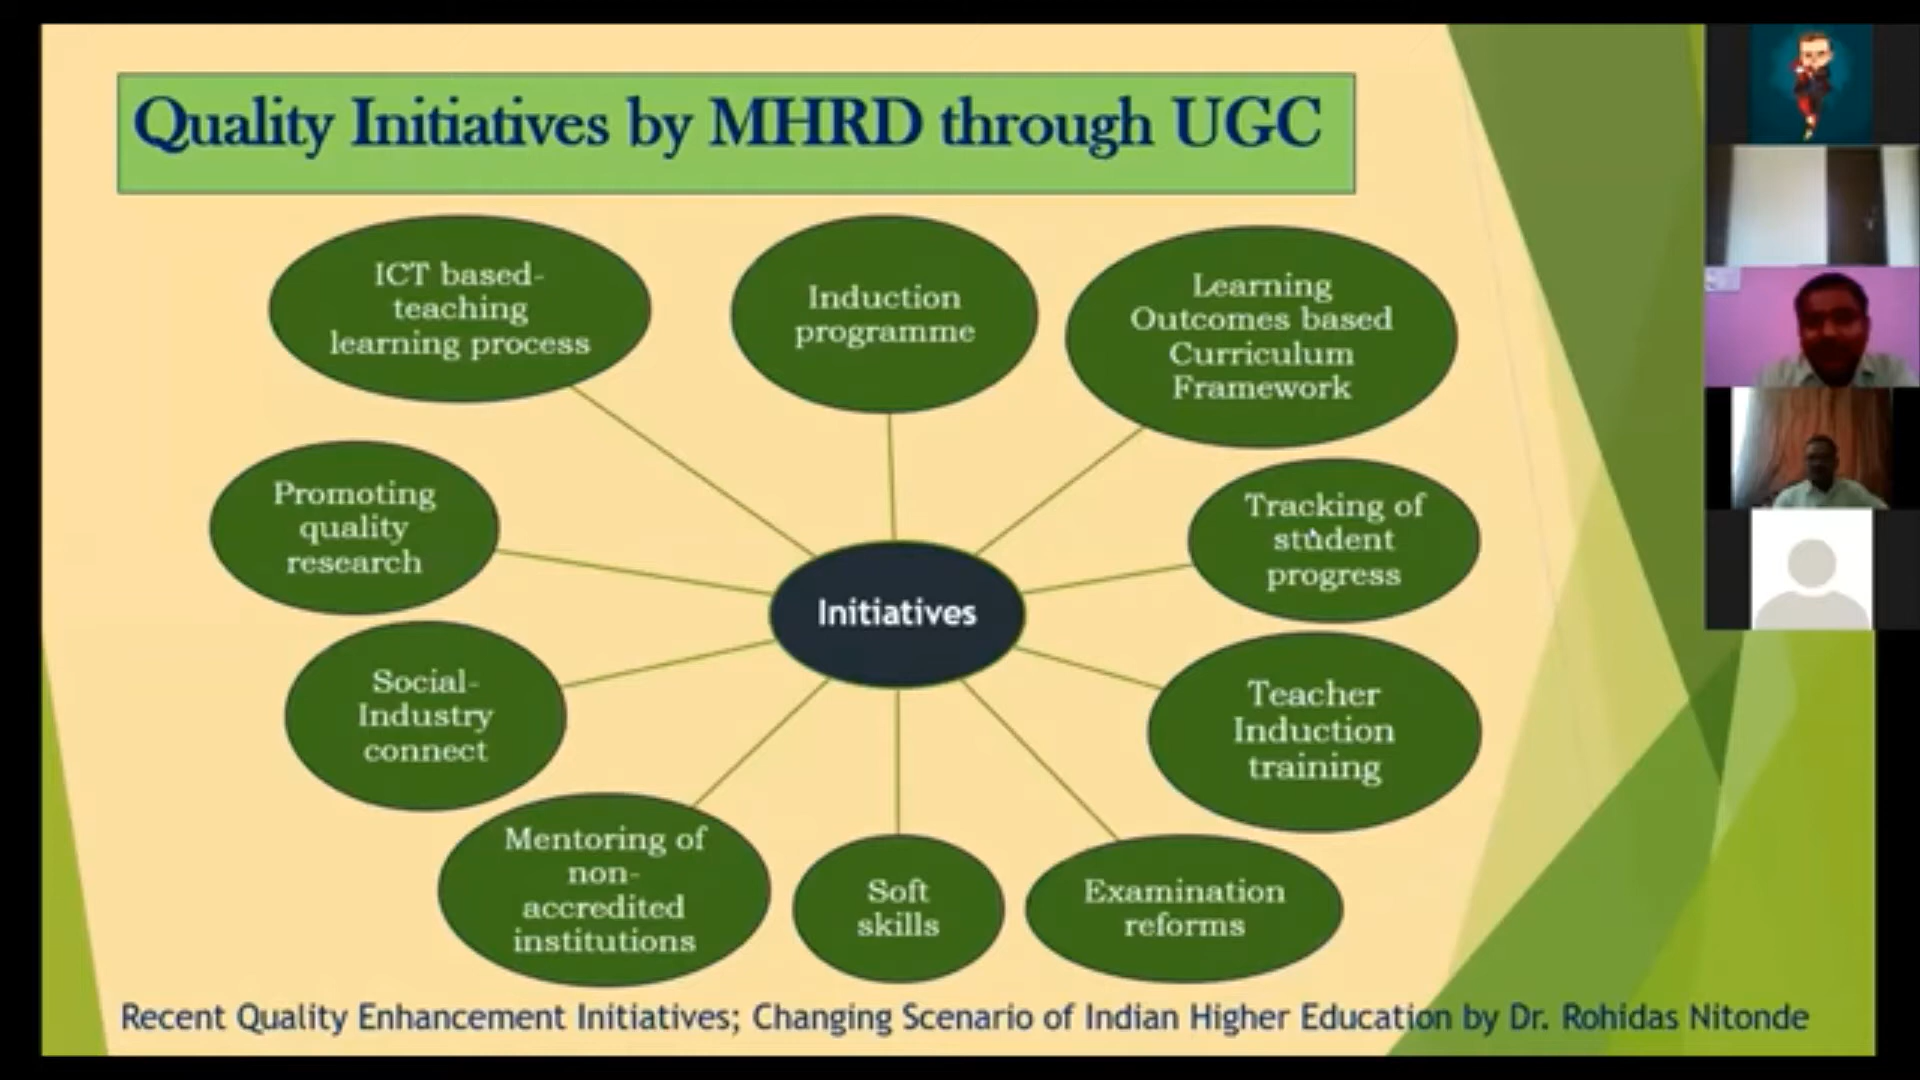 Quality Initiatives by MHRD through UGC
ICT based-
teaching
learning process
Induction
programme
Learning
Outcomes based
Curriculum
Framework
Promoting
quality
research
Tracking of
student
progress
Initiatives
Social-
Industry
connect
Teacher
Induction
training
Mentoring of
non-
accredited
institutions
Soft
skills
Examination
reforms
Recent Quality Enhancement Initiatives; Changing Scenario of Indian Higher Education by Dr. Rohidas Nitonde